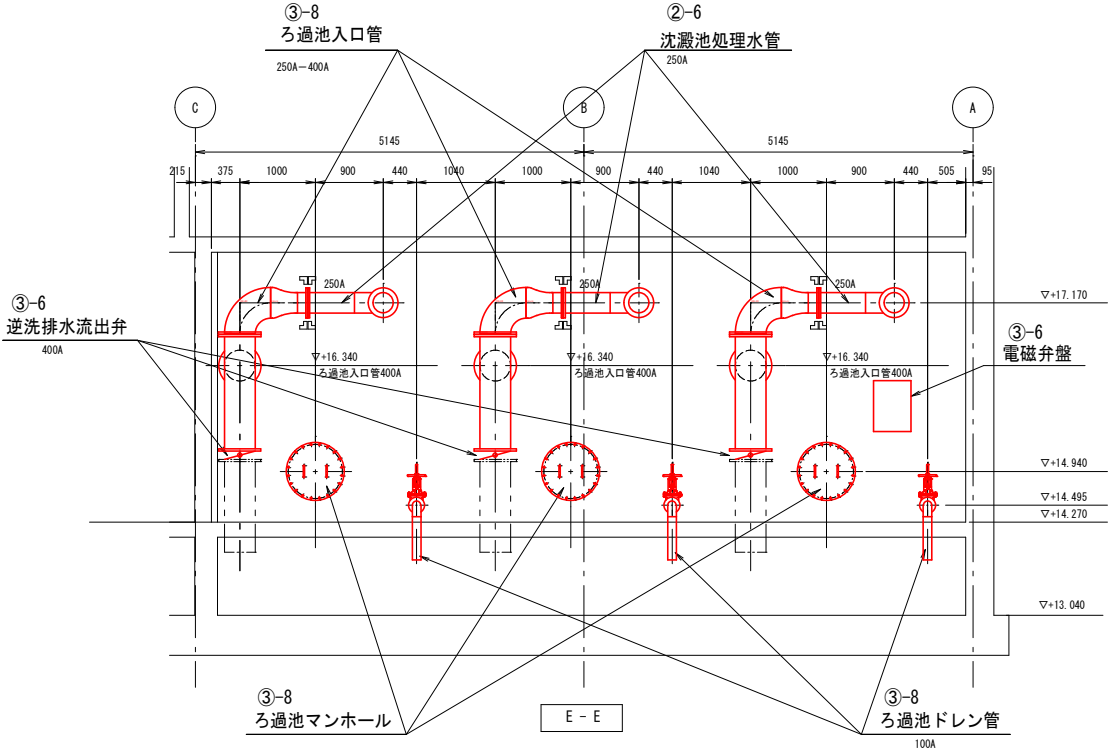 ③-8
ろ過池入口管
250A−400A
②-6
沈澱池処理水管
250A
C
B
A
5145
5145
215
375
1000
900
440
1040
1000
900
440
1040
1000
900
440
505
95
250A
250A
250A
▽+17.170
③-6
逆洗排水流出弁
400A
③-6
電磁弁盤
▽+16.340
ろ過池入口管400A
▽+16.340
ろ過池入口管400A
▽+16.340
ろ過池入口管400A
▽+14.940
▽+14.495
▽+14.270
▽+13.040
③-8
ろ過池マンホール
E - E
③-8
ろ過池ドレン管
100A